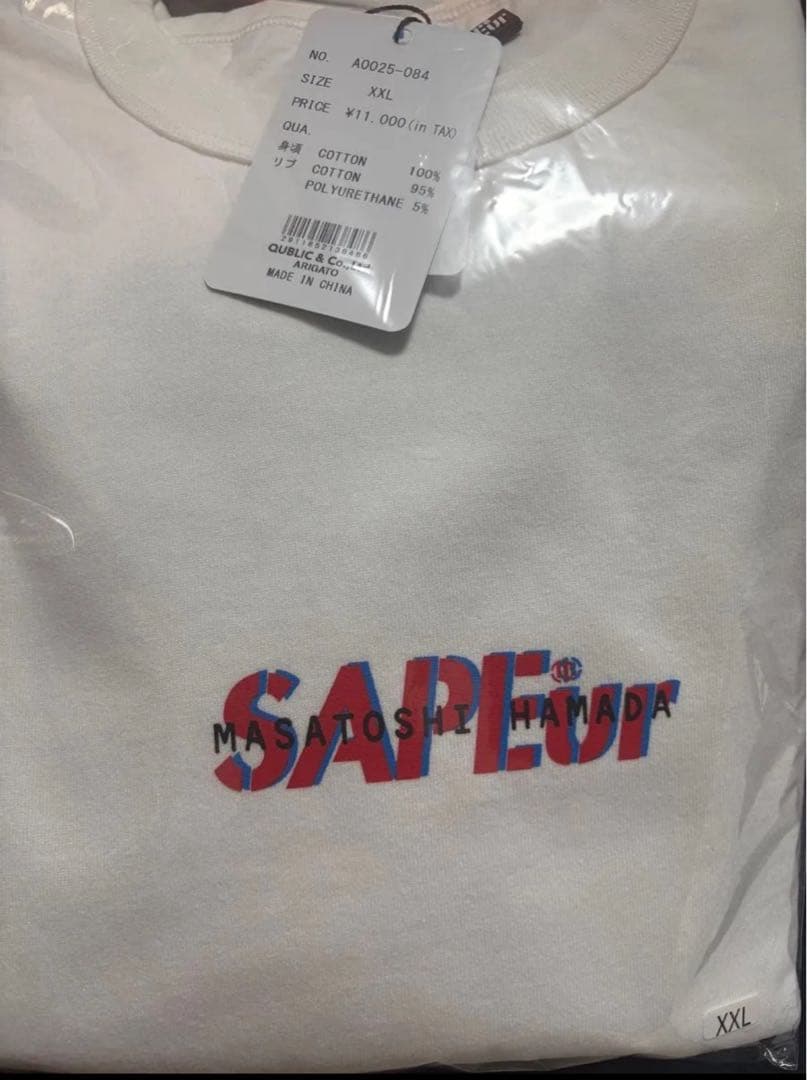 NO. A0025-084
SIZE XXL
PRICE ¥11.000(in TAX)
QUA.
身頃 COTTON 100%
リブ COTTON 95%
POLYURETHANE 5%
QUBLIC & Co.,Ltd.
ARIGATO
MADE IN CHINA
SAPEur
MASATOSHI HAMADA
XXL